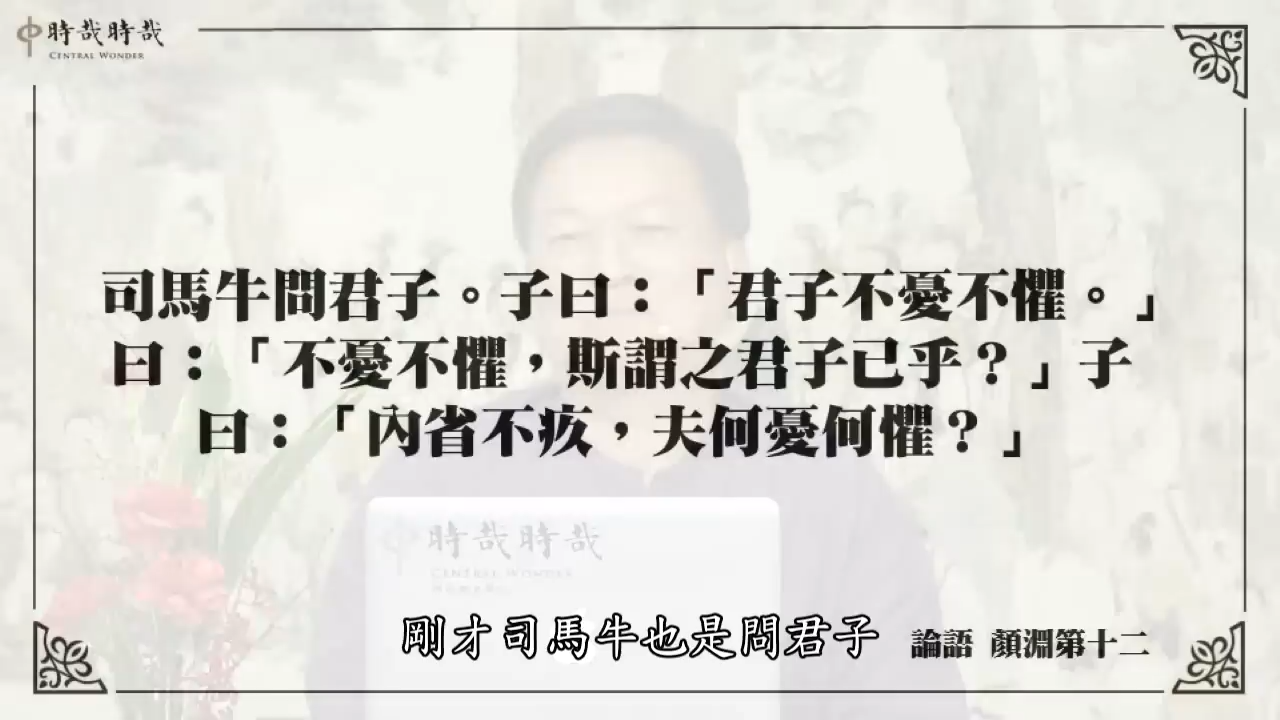 時哉時哉
CENTRAL WONDER
司馬牛問君子。子曰：「君子不憂不懼。」
曰：「不憂不懼，斯謂之君子已乎？」子
曰：「內省不疚，夫何憂何懼？」
時哉時哉
CENTRAL WONDER
剛才司馬牛也是問君子
論語 顏淵第十二